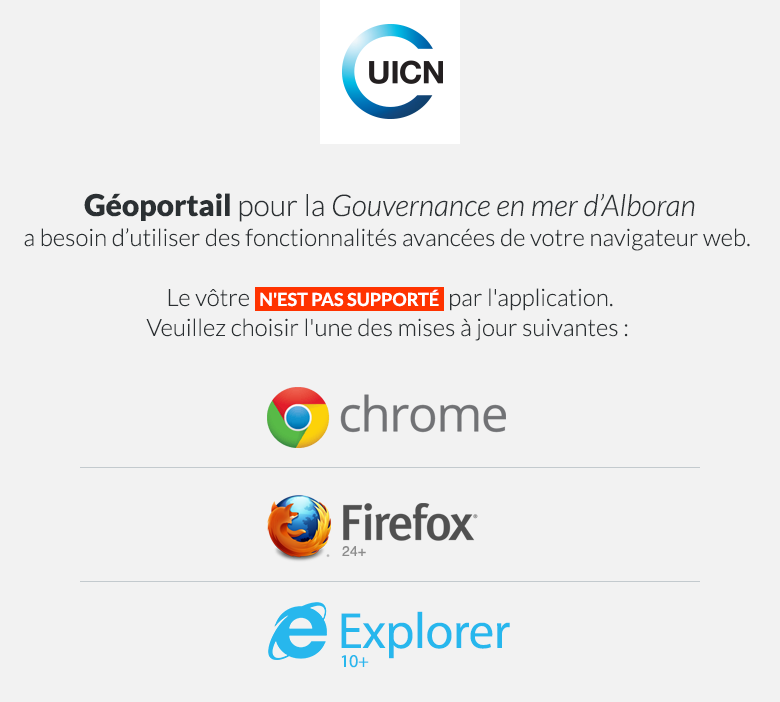 UICN
Géoportail pour la Gouvernance en mer d’Alboran
a besoin d’utiliser des fonctionnalités avancées de votre navigateur web.
Le vôtre N'EST PAS SUPPORTÉ par l'application.
Veuillez choisir l'une des mises à jour suivantes :
chrome
Firefox®
24+
Explorer
10+